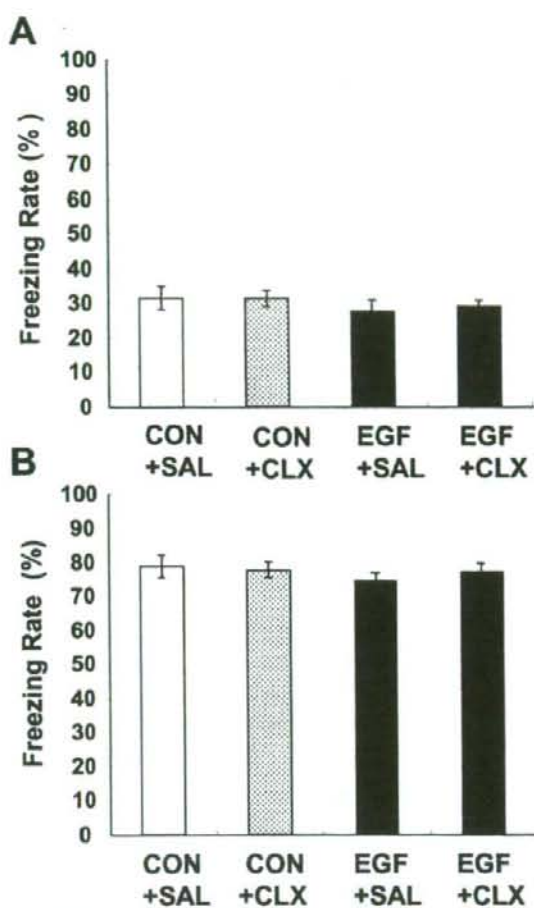 A
Freezing Rate (%)
100
90
80
70
60
50
40
30
20
10
0
CON CON EGF EGF
+SAL +CLX +SAL +CLX
B
Freezing Rate (%)
100
90
80
70
60
50
40
30
20
10
0
CON CON EGF EGF
+SAL +CLX +SAL +CLX